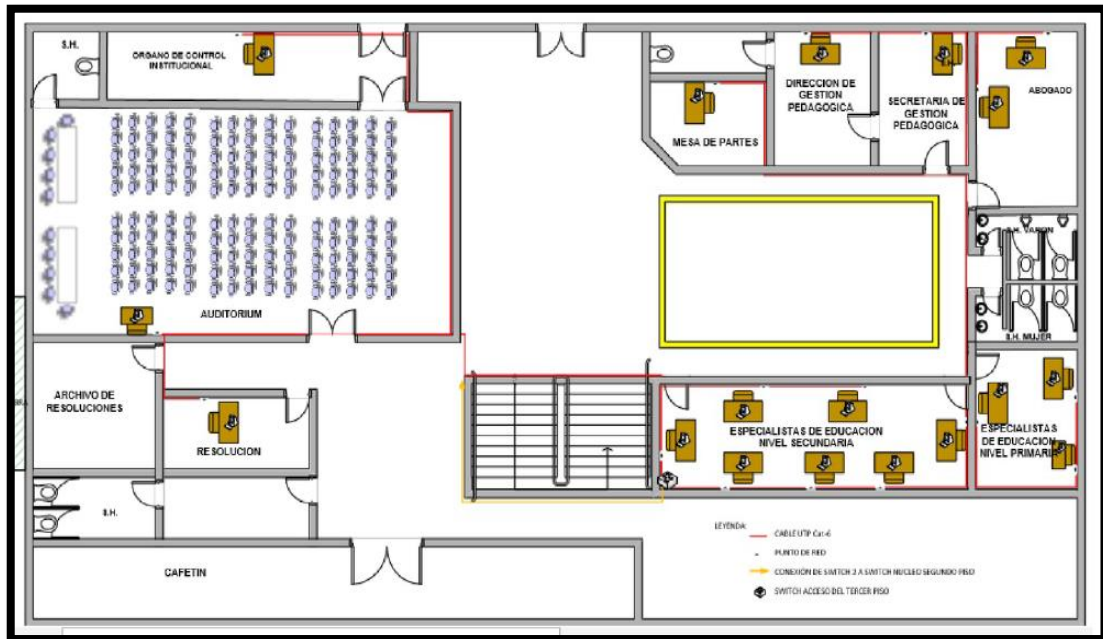 S.H.
ORGANO DE CONTROL
INSTITUCIONAL
DIRECCION DE
GESTION
PEDAGOGICA
S.H.
SECRETARIA DE
GESTION
PEDAGOGICA
ABOGADO
MESA DE PARTES
S.H. VARON
AUDITORIUM
S.H. MUJER
ARCHIVO DE
RESOLUCIONES
RESOLUCION
ESPECIALISTAS DE EDUCACION
NIVEL SECUNDARIA
ESPECIALISTAS
DE EDUCACION
NIVEL PRIMARIA
S.H.
CAFETIN
LEYENDA:
CABLE UTP Cat-6
PUNTO DE RED
CONEXIÓN DE SWITCH 3 A SWITCH NUCLEO SEGUNDO PISO
SWITCH ACCESO DEL TERCER PISO